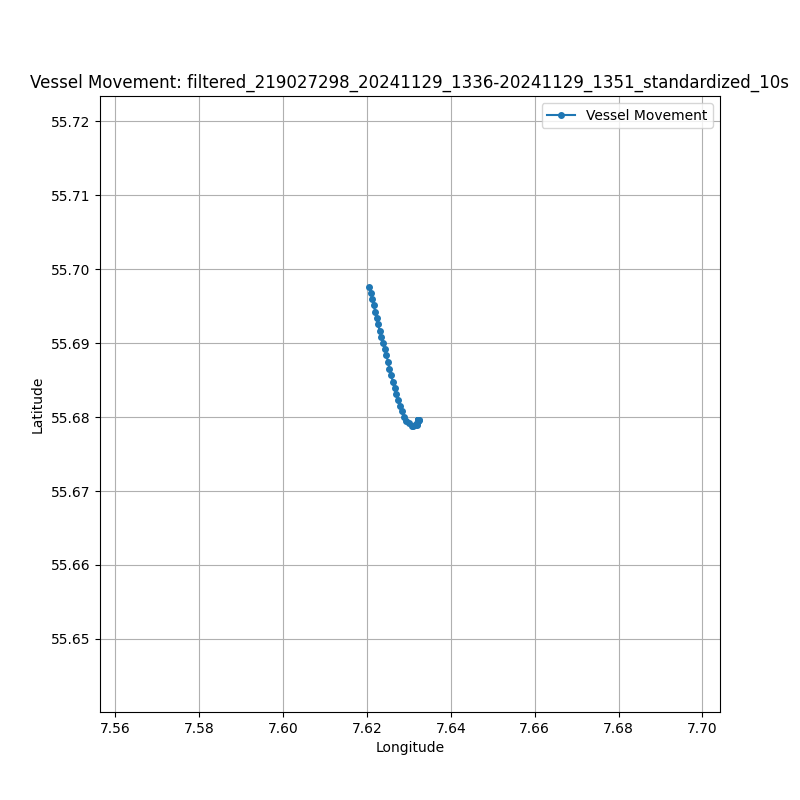 Vessel Movement: filtered_219027298_20241129_1336-20241129_1351_standardized_10s
Vessel Movement
55.72
55.71
55.70
55.69
55.68
55.67
55.66
55.65
Latitude
7.56 7.58 7.60 7.62 7.64 7.66 7.68 7.70
Longitude